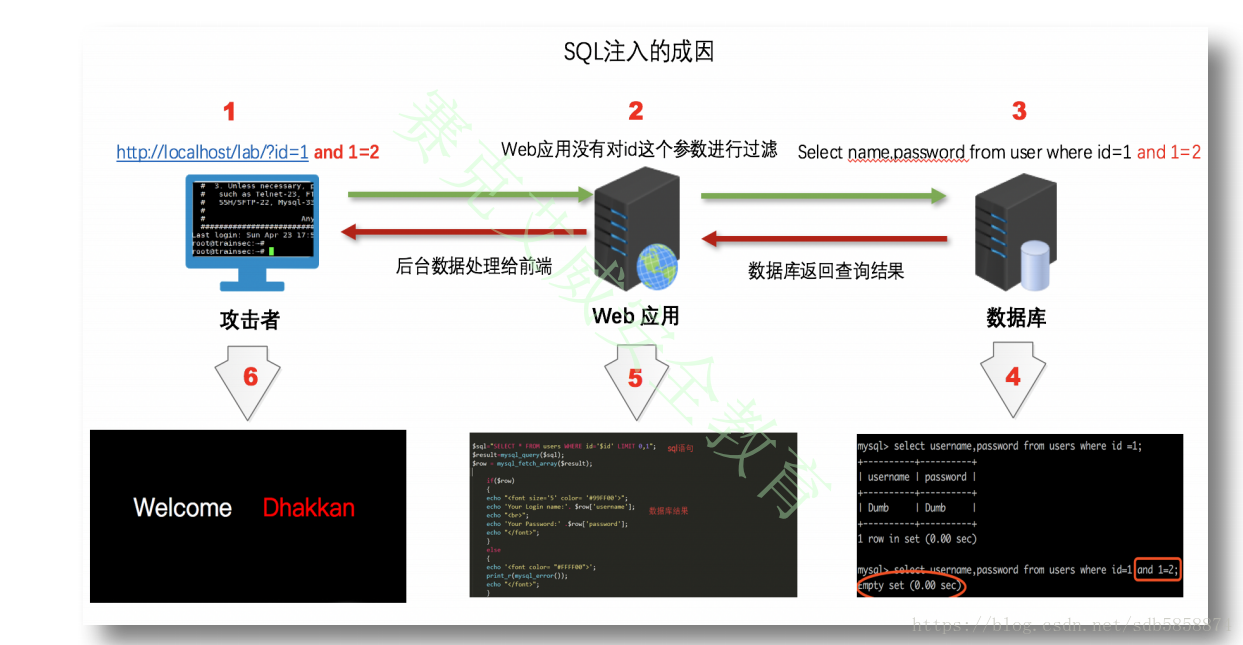 SQL注入的成因
1
2
3
http://localhost/lab/?id=1 and 1=2
Web应用没有对id这个参数进行过滤
Select name,password from user where id=1 and 1=2
# 3. Unless necessary, p
# such as Telnet-23, FT
# SSH/SFTP-22, Mysql-33
#
# Any
##########################
Last login: Sun Apr 23 17:5
root@trainsec:~#
root@trainsec:~#
后台数据处理给前端
数据库返回查询结果
攻击者
Web 应用
数据库
6
5
4
Welcome Dhakkan
$sql="SELECT * FROM users WHERE id='$id' LIMIT 0,1"; sql语句
$result=mysql_query($sql);
$row = mysql_fetch_array($result);
if($row)
{
echo "<font size='5' color= '#99FF00'>";
echo 'Your Login name:'. $row['username']; 数据库结果
echo "<br>";
echo 'Your Password:' .$row['password'];
echo "</font>";
}
else
{
echo '<font color= "#FFFF00">';
print_r(mysql_error());
echo "</font>";
}
mysql> select username,password from users where id =1;
+----------+----------+
| username | password |
+----------+----------+
| Dumb | Dumb |
+----------+----------+
1 row in set (0.00 sec)
mysql> select username,password from users where id=1 and 1=2;
Empty set (0.00 sec)
赛克艾威安全教育
https://blog.csdn.net/sdb5858874